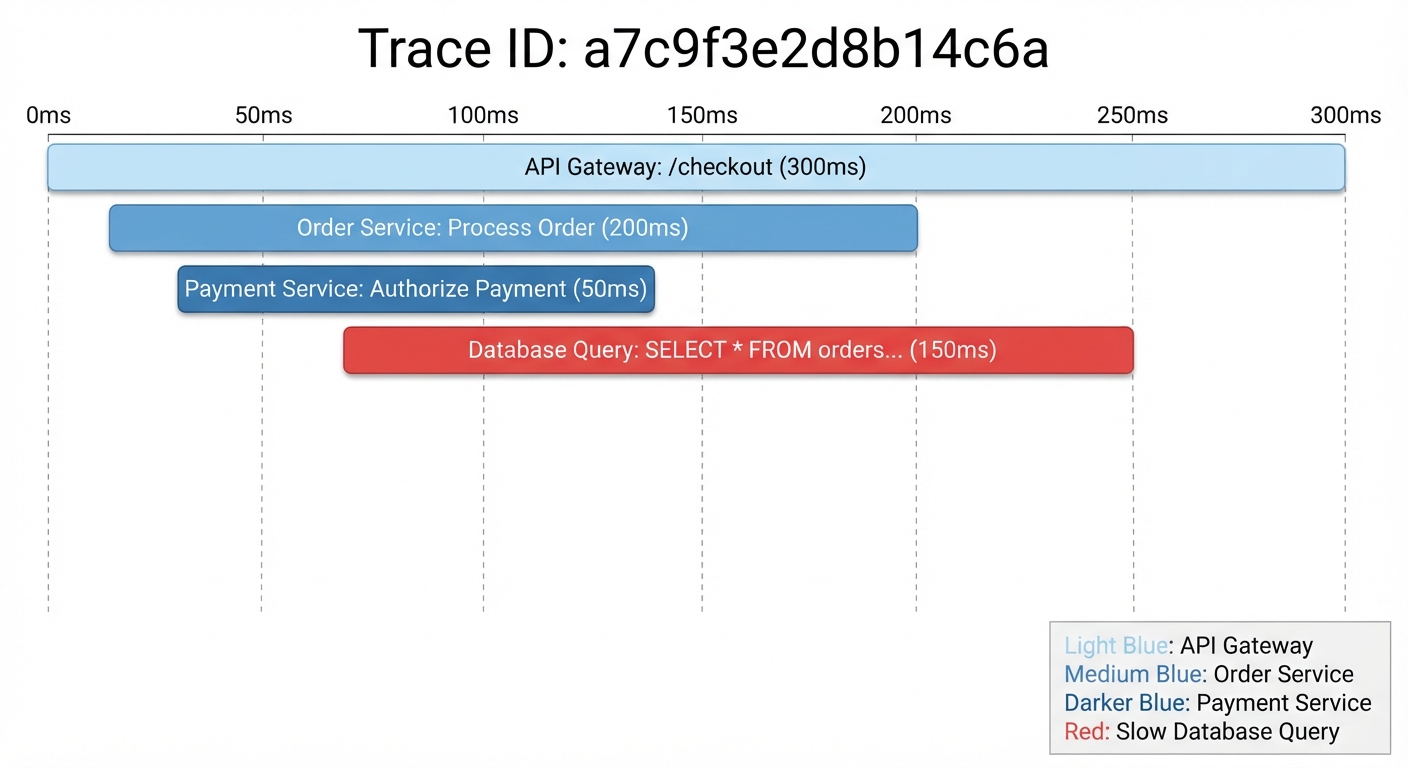 Trace ID: a7c9f3e2d8b14c6a
0ms 50ms 100ms 150ms 200ms 250ms 300ms
API Gateway: /checkout (300ms)
Order Service: Process Order (200ms)
Payment Service: Authorize Payment (50ms)
Database Query: SELECT * FROM orders... (150ms)
Light Blue: API Gateway
Medium Blue: Order Service
Darker Blue: Payment Service
Red: Slow Database Query